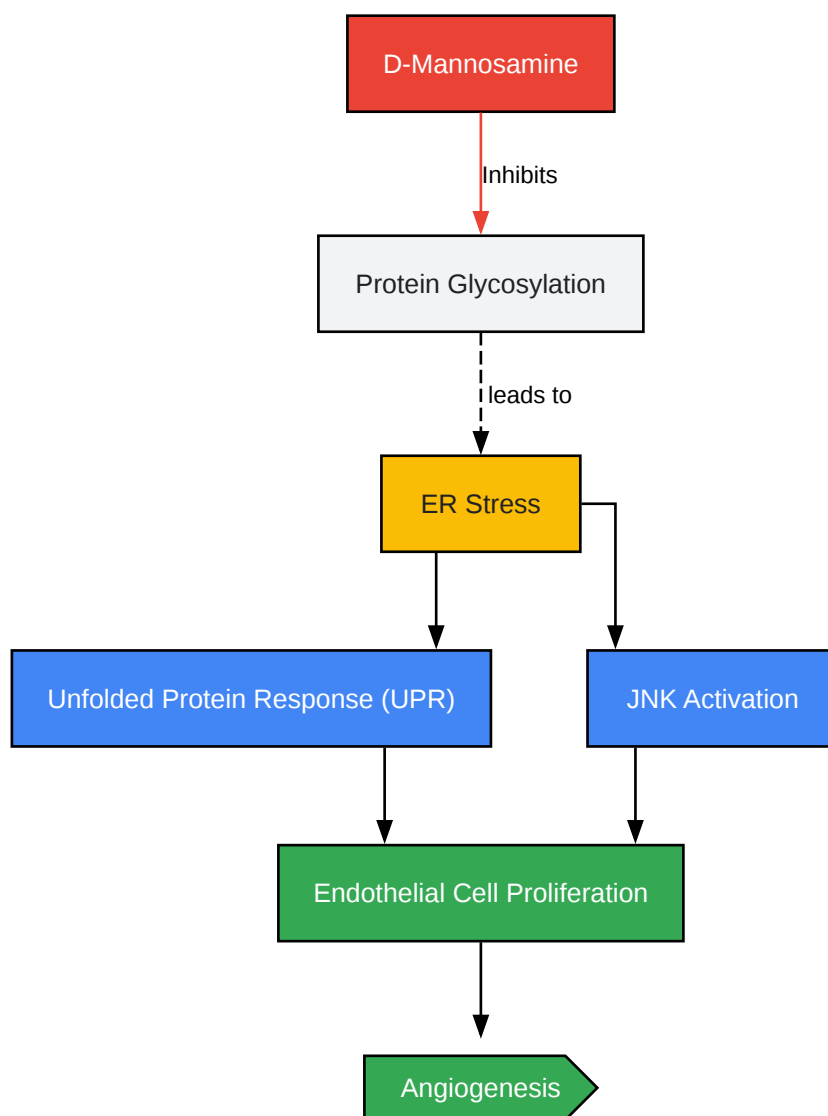 D-Mannosamine
Inhibits
Protein Glycosylation
leads to
ER Stress
Unfolded Protein Response (UPR)
JNK Activation
Endothelial Cell Proliferation
Angiogenesis